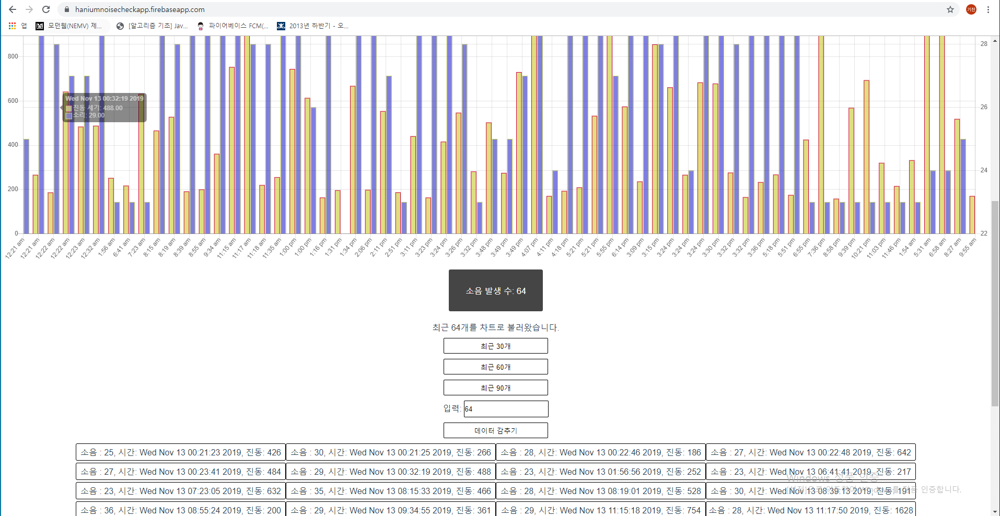 haniumnoisecheckapp.firebaseapp.com
기찬
앱 모던웹(NEMV) 제... [알고리즘 기초] Jav... 파이어베이스 FCM(... 2013년 하반기 - 오...
800
600
400
200
0
28
26
24
22
Wed Nov 13 00:32:19 2019
진동 세기: 488.00
소리: 29.00
12:21 am 12:21 am 12:22 am 12:22 am 12:23 am 12:32 am 1:56 am 6:41 am 7:23 am 8:15 am 8:19 am 8:39 am 8:55 am 9:34 am 11:15 am 11:17 am 11:18 am 11:35 am 1:00 pm 1:00 pm 1:16 pm 1:31 pm 1:34 pm 2:06 pm 2:11 pm 2:51 pm 3:11 pm 3:23 pm 3:24 pm 3:26 pm 3:32 pm 3:48 pm 3:49 pm 3:49 pm 4:07 pm 4:11 pm 4:18 pm 5:21 pm 5:21 pm 5:55 pm 6:14 pm 3:09 pm 3:15 pm 3:24 pm 3:24 pm 3:24 pm 3:30 pm 3:32 pm 3:32 pm 3:36 pm 5:18 pm 5:51 pm 6:55 pm 7:36 pm 8:58 pm 9:39 pm 10:21 pm 11:03 pm 11:46 pm 1:54 am 5:31 am 6:58 am 8:27 am 9:55 am
소음 발생 수: 64
최근 64개를 차트로 불러왔습니다.
최근 30개
최근 60개
최근 90개
입력: 64
데이터 감추기
소음 : 25, 시간: Wed Nov 13 00:21:23 2019, 진동: 426 소음 : 30, 시간: Wed Nov 13 00:21:25 2019, 진동: 266 소음 : 28, 시간: Wed Nov 13 00:22:46 2019, 진동: 186 소음 : 27, 시간: Wed Nov 13 00:22:48 2019, 진동: 642
소음 : 27, 시간: Wed Nov 13 00:23:41 2019, 진동: 484 소음 : 29, 시간: Wed Nov 13 00:32:19 2019, 진동: 488 소음 : 23, 시간: Wed Nov 13 01:56:56 2019, 진동: 252 소음 : 23, 시간: Wed Nov 13 06:41:41 2019, 진동: 217
Windows 정품 인증
소음 : 23, 시간: Wed Nov 13 07:23:05 2019, 진동: 632 소음 : 35, 시간: Wed Nov 13 08:15:33 2019, 진동: 466 소음 : 28, 시간: Wed Nov 13 08:19:01 2019, 진동: 528 소음 : 30, 시간: Wed Nov 13 08:39:13 2019, 진동: 191
[설정]으로 이동하여 Windows를 정품 인증합니다.
소음 : 36, 시간: Wed Nov 13 08:55:24 2019, 진동: 200 소음 : 29, 시간: Wed Nov 13 09:34:55 2019, 진동: 361 소음 : 29, 시간: Wed Nov 13 11:15:18 2019, 진동: 754 소음 : 28, 시간: Wed Nov 13 11:17:50 2019, 진동: 1628